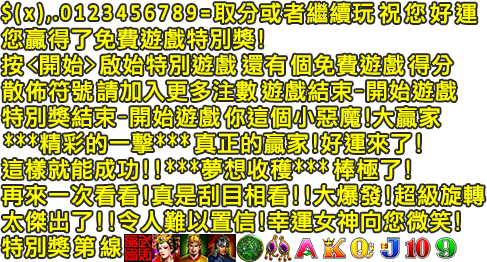 $(x),.0123456789=取分或者繼續玩 祝您 好運
您贏得了免費遊戲特別獎!
按<開始>啟始特別遊戲 還有 個免費遊戲 得分
散佈符號 請加入更多注數 遊戲結束-開始遊戲
特別獎結束-開始遊戲 你這個小惡魔!大贏家
***精彩的一擊*** 真正的贏家!好運來了!
這樣就能成功!!***夢想收穫*** 棒極了!
再來一次看看!真是刮目相看!!大爆發!超級旋轉
太傑出了!!令人難以置信!幸運女神向您微笑!
特別獎 第 線 A K Q J 10 9